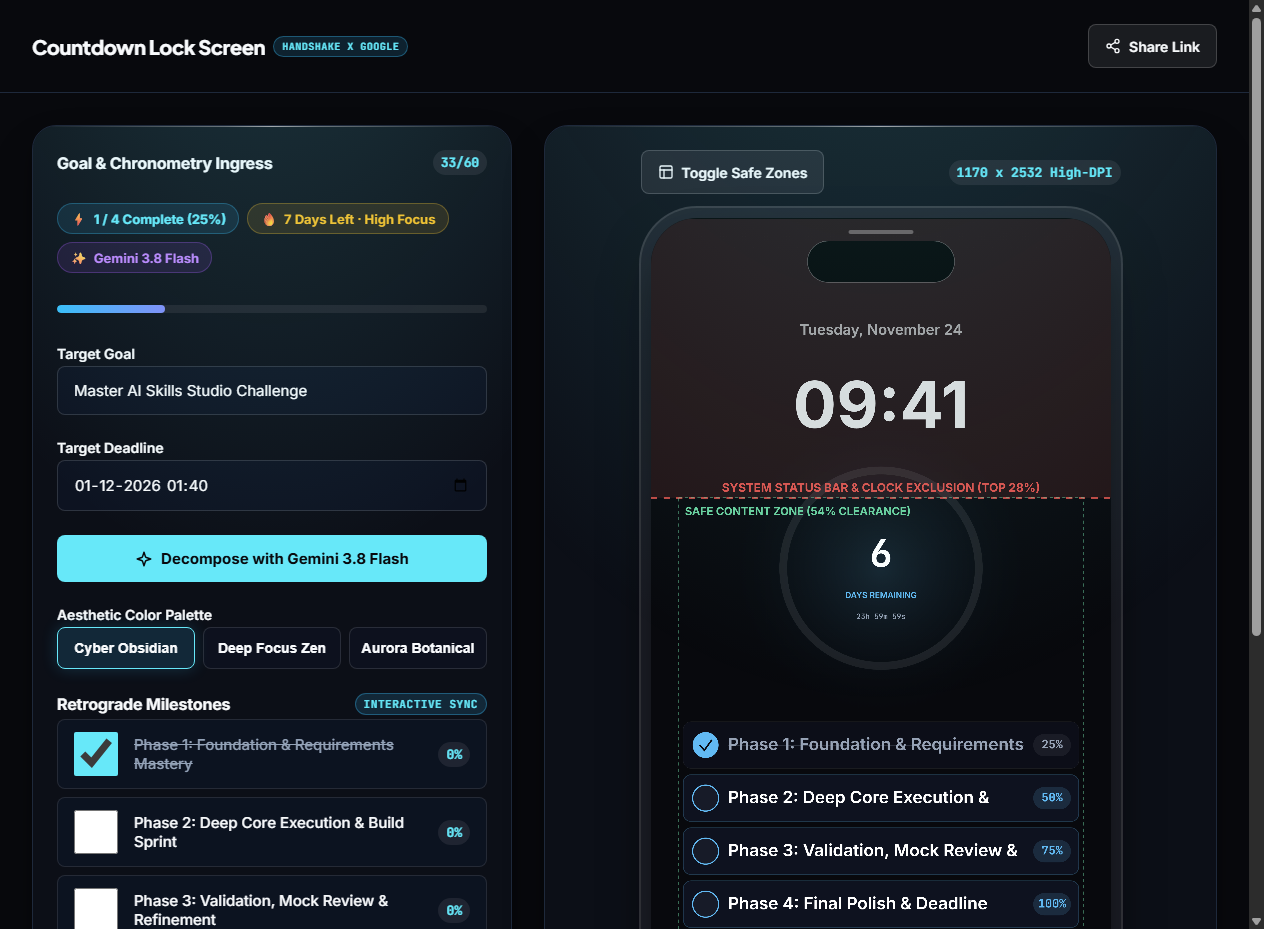 Countdown Lock Screen
HANDSHAKE X GOOGLE
Share Link
Goal & Chronometry Ingress
33/60
1 / 4 Complete (25%)
7 Days Left · High Focus
Gemini 3.8 Flash
Target Goal
Master AI Skills Studio Challenge
Target Deadline
01-12-2026 01:40
Decompose with Gemini 3.8 Flash
Aesthetic Color Palette
Cyber Obsidian
Deep Focus Zen
Aurora Botanical
Retrograde Milestones
INTERACTIVE SYNC
Phase 1: Foundation & Requirements
Mastery
0%
Phase 2: Deep Core Execution & Build
Sprint
0%
Phase 3: Validation, Mock Review &
Refinement
0%
Toggle Safe Zones
1170 x 2532 High-DPI
Tuesday, November 24
09:41
SYSTEM STATUS BAR & CLOCK EXCLUSION (TOP 28%)
SAFE CONTENT ZONE (54% CLEARANCE)
6
DAYS REMAINING
23h 59m 59s
Phase 1: Foundation & Requirements
25%
Phase 2: Deep Core Execution &
50%
Phase 3: Validation, Mock Review &
75%
Phase 4: Final Polish & Deadline
100%